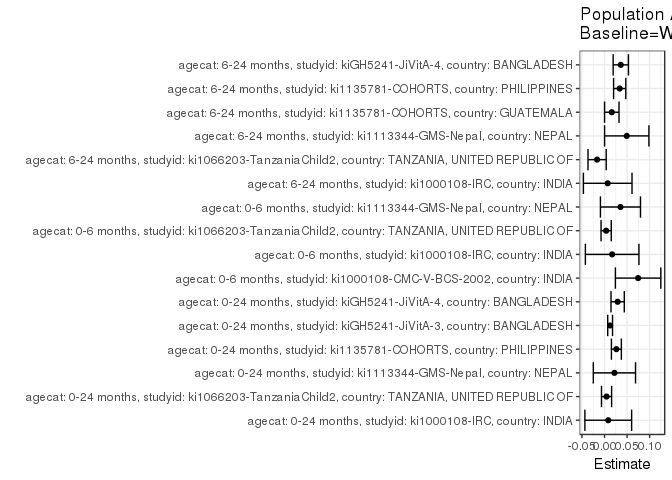 Population
Baseline=W
agecat: 6-24 months, studyid: kiGH5241-JiVitA-4, country: BANGLADESH
agecat: 6-24 months, studyid: ki1135781-COHORTS, country: PHILIPPINES
agecat: 6-24 months, studyid: ki1135781-COHORTS, country: GUATEMALA
agecat: 6-24 months, studyid: ki1113344-GMS-Nepal, country: NEPAL
agecat: 6-24 months, studyid: ki1066203-TanzaniaChild2, country: TANZANIA, UNITED REPUBLIC OF
agecat: 6-24 months, studyid: ki1000108-IRC, country: INDIA
agecat: 0-6 months, studyid: ki1113344-GMS-Nepal, country: NEPAL
agecat: 0-6 months, studyid: ki1066203-TanzaniaChild2, country: TANZANIA, UNITED REPUBLIC OF
agecat: 0-6 months, studyid: ki1000108-IRC, country: INDIA
agecat: 0-6 months, studyid: ki1000108-CMC-V-BCS-2002, country: INDIA
agecat: 0-24 months, studyid: kiGH5241-JiVitA-4, country: BANGLADESH
agecat: 0-24 months, studyid: kiGH5241-JiVitA-3, country: BANGLADESH
agecat: 0-24 months, studyid: ki1135781-COHORTS, country: PHILIPPINES
agecat: 0-24 months, studyid: ki1113344-GMS-Nepal, country: NEPAL
agecat: 0-24 months, studyid: ki1066203-TanzaniaChild2, country: TANZANIA, UNITED REPUBLIC OF
agecat: 0-24 months, studyid: ki1000108-IRC, country: INDIA
-0.05 0.00 0.05 0.10
Estimate